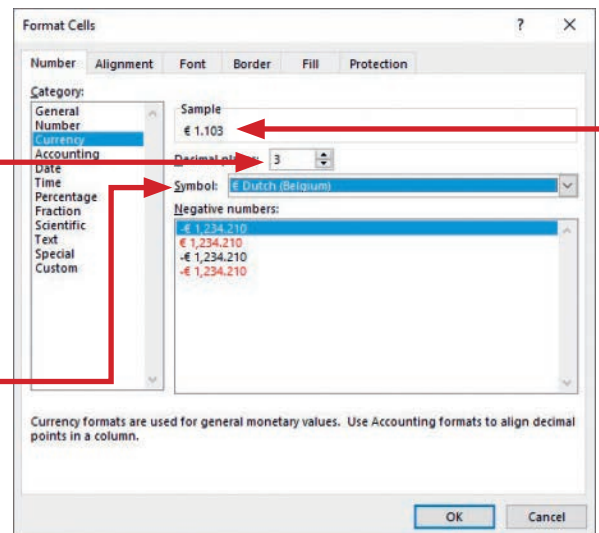 Format Cells ? ×
Number Alignment Font Border Fill Protection
Category:
General
Number
Currency
Accounting
Date
Time
Percentage
Fraction
Scientific
Text
Special
Custom
Sample
€ 1.103
Decimal places: 3
Symbol: € Dutch (Belgium)
Negative numbers:
-€ 1,234.210
€ 1,234.210
-€ 1,234.210
-€ 1,234.210
Currency formats are used for general monetary values. Use Accounting formats to align decimal
points in a column.
OK Cancel